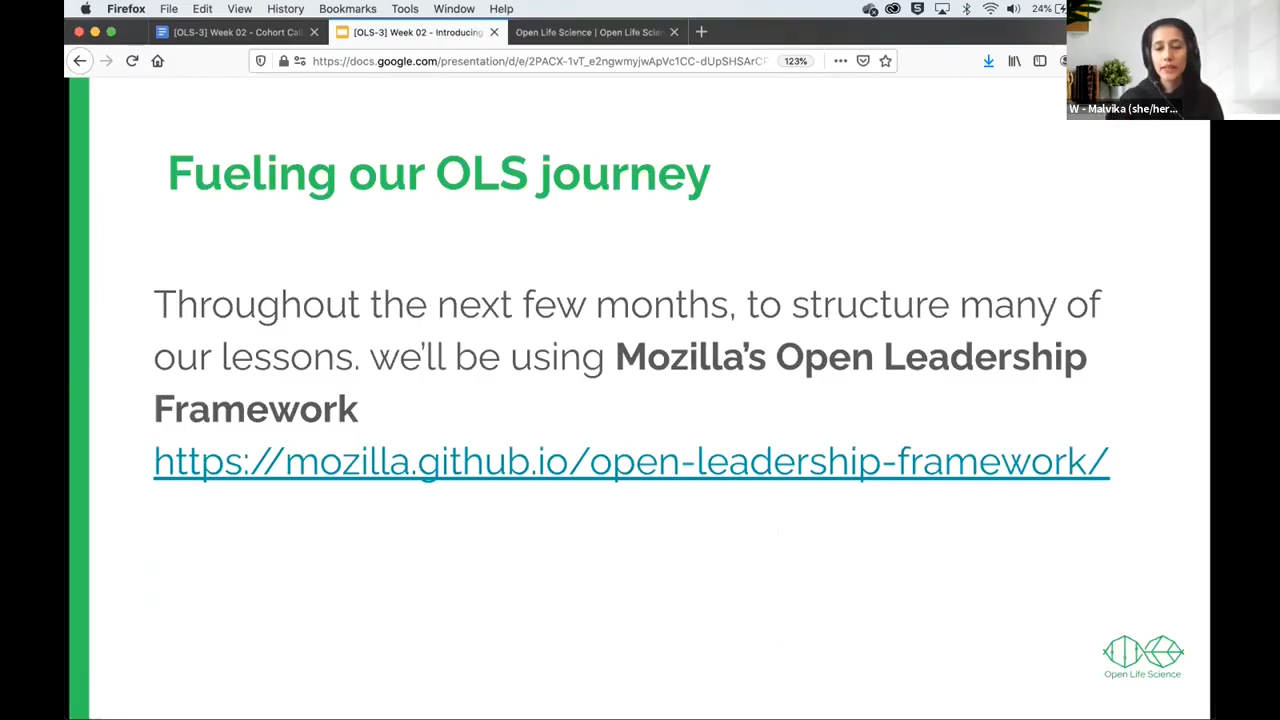 Firefox File Edit View History Bookmarks Tools Window Help 24%
[OLS-3] Week 02 - Cohort Cal
[OLS-3] Week 02 - Introducing
Open Life Science | Open Life Scien
https://docs.google.com/presentation/d/e/2PACX-1vT_e2ngwmyjwApVc1CC-dUpSHSArCF 123%
W - Malvika (she/her...
Fueling our OLS journey
Throughout the next few months, to structure many of
our lessons. we'll be using Mozilla's Open Leadership
Framework
https://mozilla.github.io/open-leadership-framework/
Open Life Science